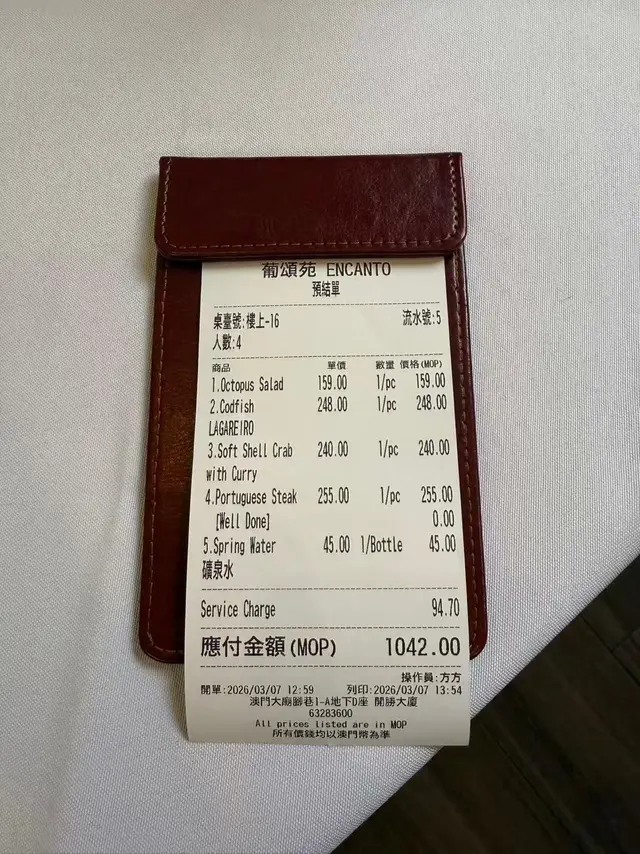 葡頌苑 ENCANTO
預結單
桌臺號:樓上-16 流水號:5
人數:4
商品 單價 數量 價格(MOP)
1.Octopus Salad 159.00 1/pc 159.00
2.Codfish 248.00 1/pc 248.00
LAGAREIRO
3.Soft Shell Crab 240.00 1/pc 240.00
with Curry
4.Portuguese Steak 255.00 1/pc 255.00
[Well Done] 0.00
5.Spring Water 45.00 1/Bottle 45.00
礦泉水
Service Charge 94.70
應付金額(MOP) 1042.00
操作員:方方
開單:2026/03/07 12:59 列印:2026/03/07 13:54
澳門大廟腳巷1-A地下D座 開勝大廈
63283600
All prices listed are in MOP
所有價錢均以澳門幣為準